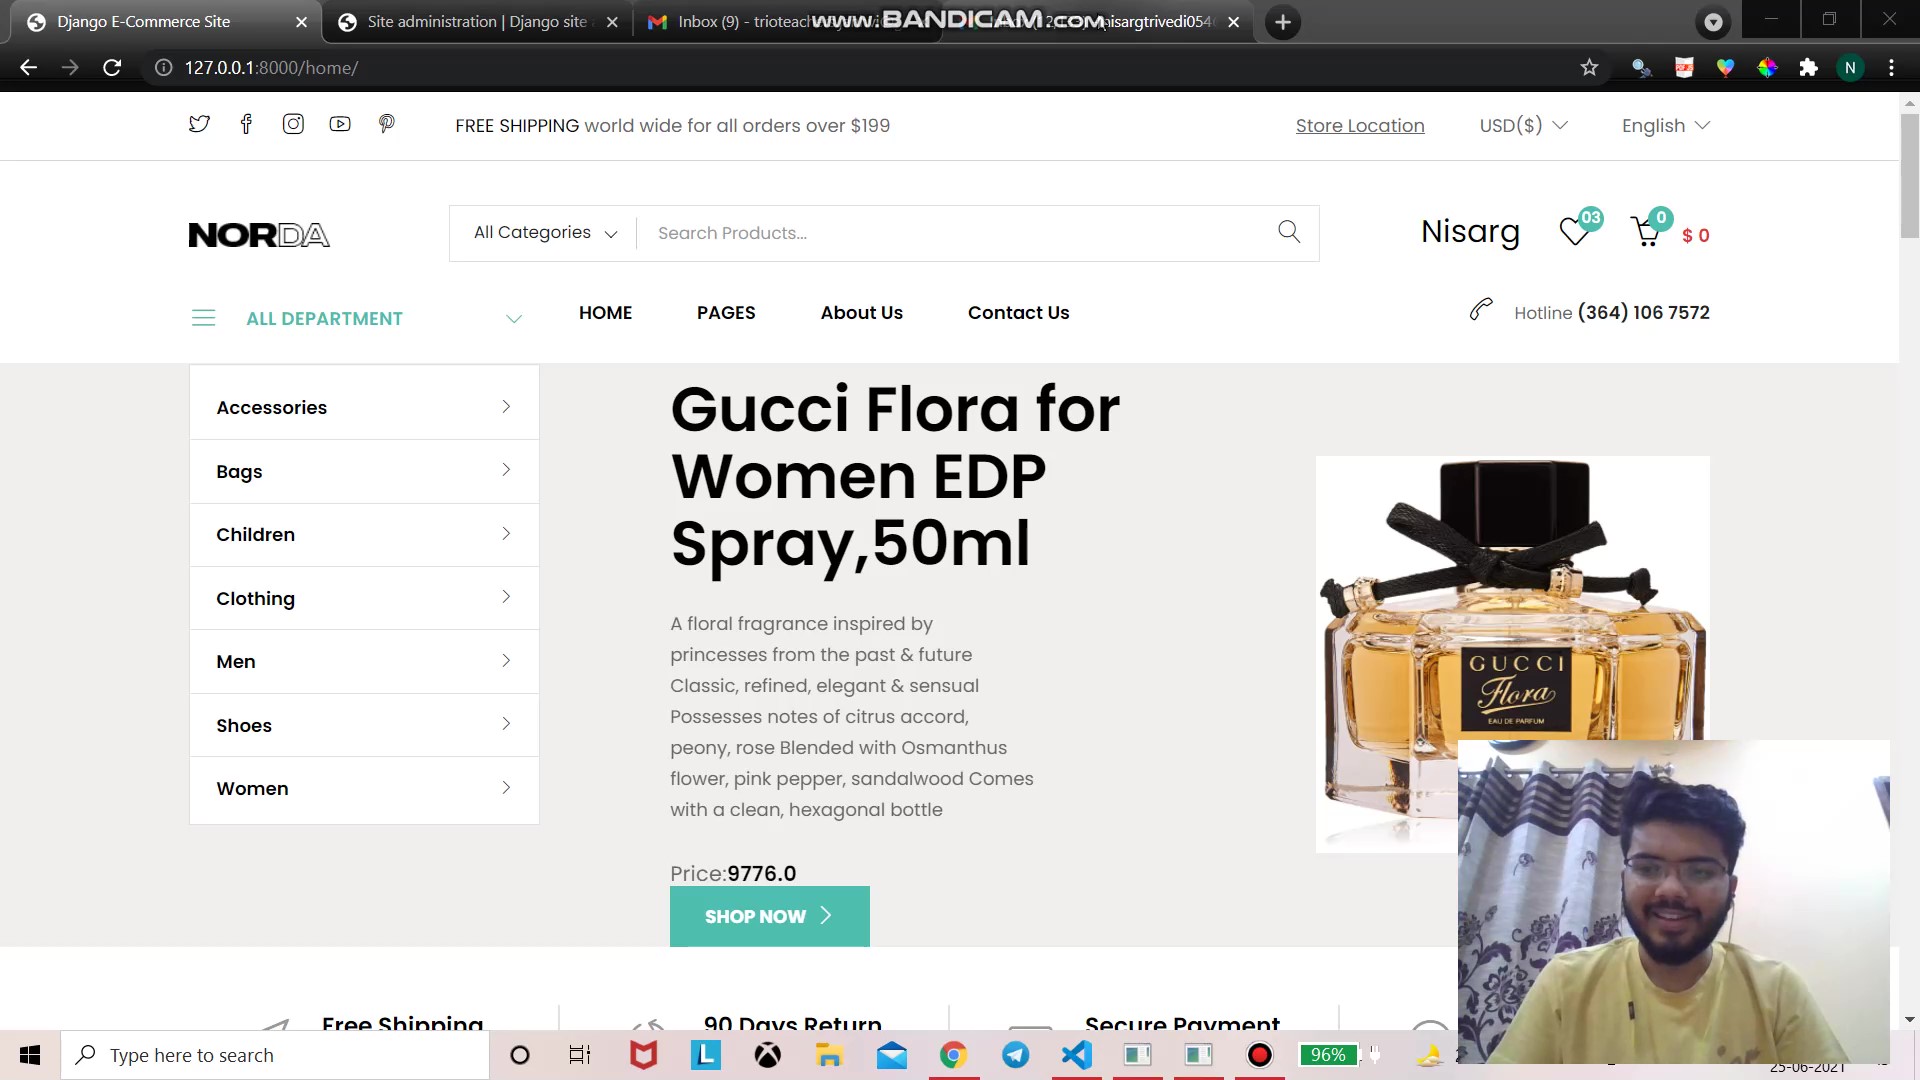 Django E-Commerce Site
Site administration | Django site
Inbox (9) - trioteach
www.BANDICAM.COM
nisargtrivedi054
127.0.0.1:8000/home/
N
FREE SHIPPING world wide for all orders over $199
Store Location
USD($)
English
NORDA
All Categories
Search Products...
Nisarg
03
0
$ 0
ALL DEPARTMENT
HOME
PAGES
About Us
Contact Us
Hotline (364) 106 7572
Accessories
Bags
Children
Clothing
Men
Shoes
Women
Gucci Flora for
Women EDP
Spray,50ml
A floral fragrance inspired by
princesses from the past & future
Classic, refined, elegant & sensual
Possesses notes of citrus accord,
peony, rose Blended with Osmanthus
flower, pink pepper, sandalwood Comes
with a clean, hexagonal bottle
Price:9776.0
SHOP NOW
GUCCI
Flora
EAU DE PARFUM
Free Shipping
90 Days Return
Secure Payment
Type here to search
L
96%
25-06-2021